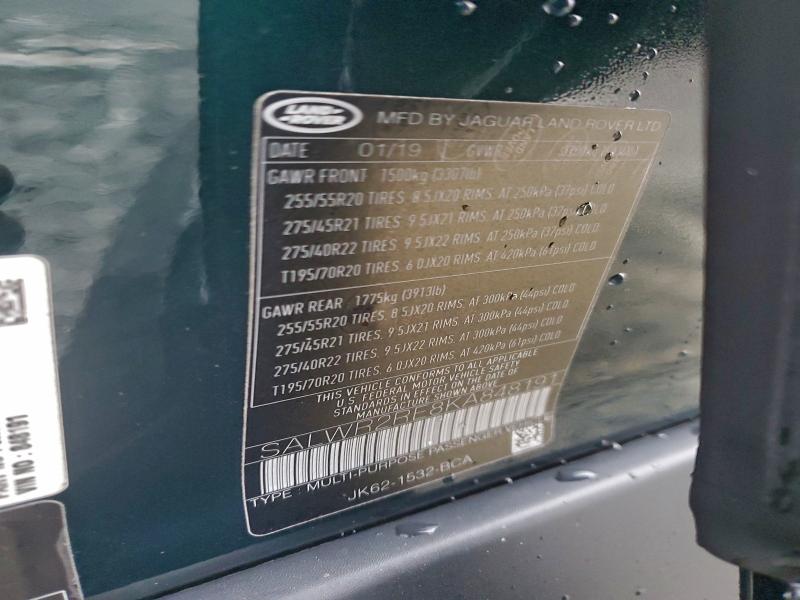 LAND ROVER
MFD BY JAGUAR LAND ROVER LTD
DATE 01/19 GVWR
GAWR FRONT 1500kg (3307lb)
255/55R20 TIRES. 8.5JX20 RIMS. AT 250kPa (37psi) COLD
275/45R21 TIRES. 9.5JX21 RIMS. AT 250kPa (37psi) COLD
275/40R22 TIRES. 9.5JX22 RIMS. AT 250kPa (37psi) COLD
T195/70R20 TIRES. 6.0JX20 RIMS. AT 420kPa (61psi) COLD
GAWR REAR 1775kg (3913lb)
255/55R20 TIRES. 8.5JX20 RIMS. AT 300kPa (44psi) COLD
275/45R21 TIRES. 9.5JX21 RIMS. AT 300kPa (44psi) COLD
275/40R22 TIRES. 9.5JX22 RIMS. AT 300kPa (44psi) COLD
T195/70R20 TIRES. 6.0JX20 RIMS. AT 420kPa (61psi) COLD
THIS VEHICLE CONFORMS TO ALL APPLICABLE
U.S. FEDERAL MOTOR VEHICLE SAFETY
STANDARDS IN EFFECT ON THE DATE OF
MANUFACTURE SHOWN ABOVE.
SALWR2RE8KA848191
TYPE : MULTI-PURPOSE PASSENGER
JK62-1532-BCA
VIN NO :